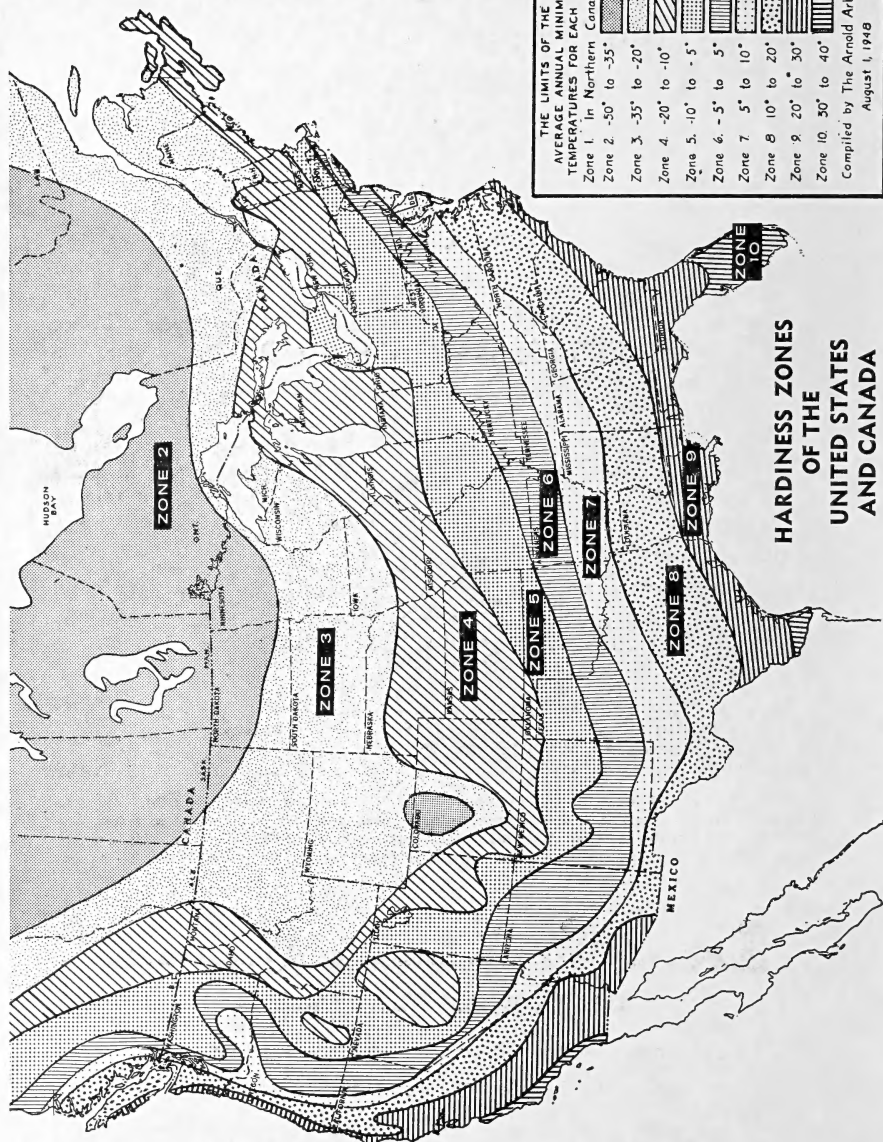 HARDINESS ZONES
OF THE
UNITED STATES
AND CANADA
THE LIMITS OF THE
AVERAGE ANNUAL MINIM
TEMPERATURES FOR EACH
Zone 1. In Northern Cana
Zone 2. -50° to -35°
Zone 3. -35° to -20°
Zone 4. -20° to -10°
Zone 5. -10° to -5°
Zone 6. -5° to 5°
Zone 7. 5° to 10°
Zone 8 10° to 20°
Zone 9. 20° to 30°
Zone 10. 30° to 40°
Compiled by The Arnold Ar
August 1, 1948
ZONE 2
ZONE 3
ZONE 4
ZONE 5
ZONE 6
ZONE 7
ZONE 8
ZONE 9
ZONE
10
HUDSON
BAY
LAB.
QUE.
ONT.
MAN.
SASK
ALB.
CANADA
CANADA
MEXICO
WASHINGTON
MONTANA
IDAHO
NORTH DAKOTA
MINNESOTA
SOUTH DAKOTA
WISCONSIN
MICH.
MICHIGAN
WYOMING
NEBRASKA
IOWA
ILLINOIS
INDIANA
OHIO
NEVADA
COLORADO
KANSAS
MISSOURI
KENTUCKY
CALIFORNIA
ARIZONA
NEW MEXICO
OKLAHOMA
TEXAS
TENNESSEE
NORTH CAROLINA
MISSISSIPPI
ALABAMA
GEORGIA
LOUISIANA
FLORIDA